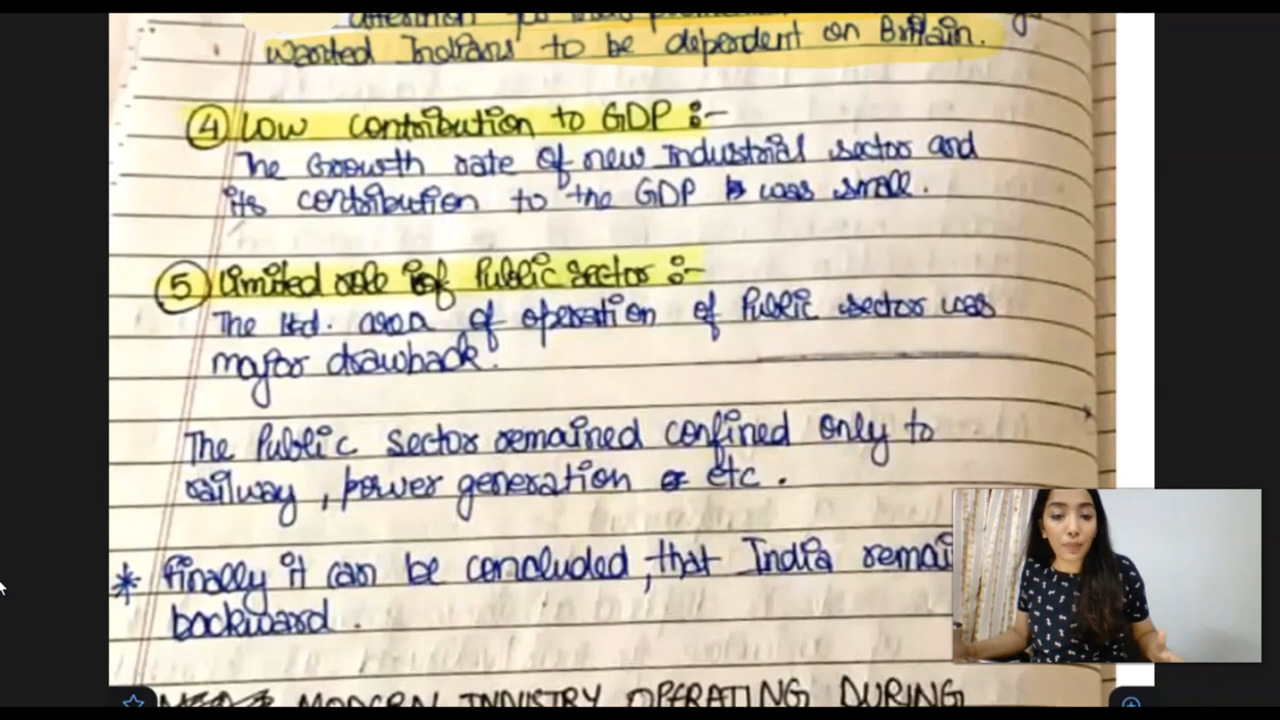 wanted Indians to be dependent on Britain.
④ Low contribution to GDP :-
The Growth rate of new industrial sector and
its contribution to the GDP was small.
⑤ Limited role of Public Sector :-
The ltd. area of operation of Public sector was
major drawback.
The Public Sector remained confined only to
railway, power generation etc.
* Finally it can be concluded, that India remai
backward.
MODERN INDUSTRY OPERATING DURING